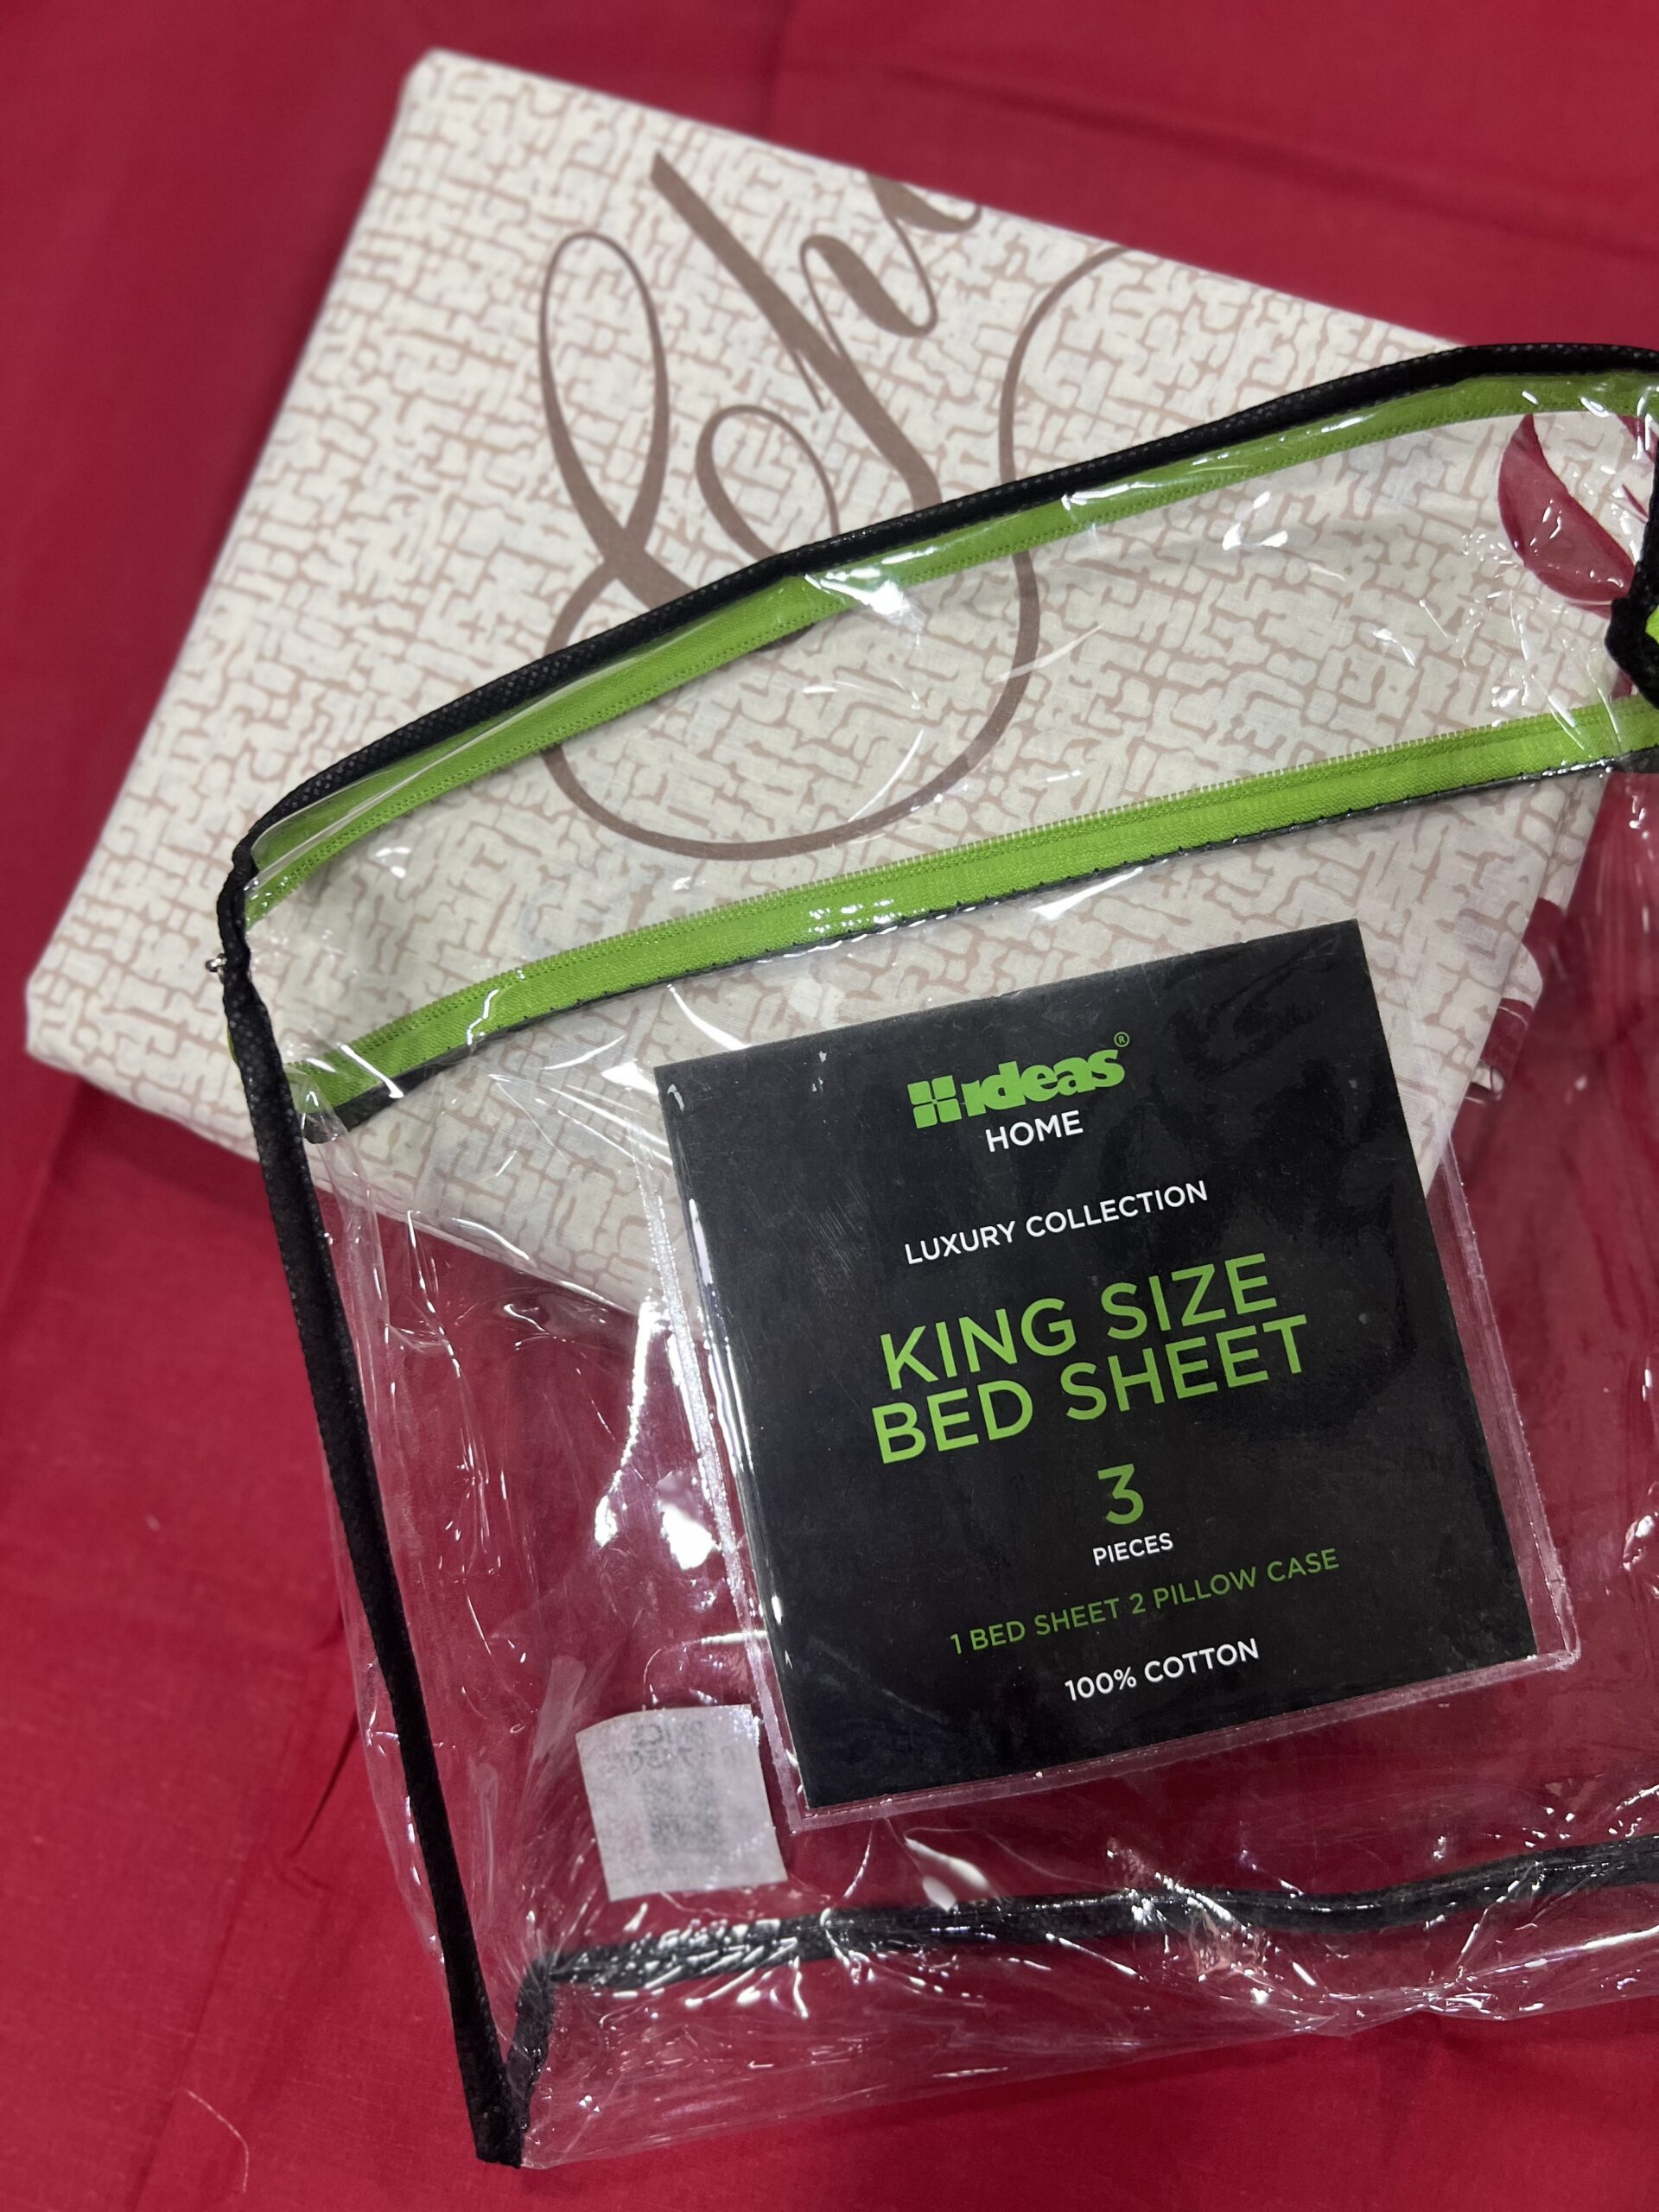 ideas®
HOME
LUXURY COLLECTION
KING SIZE
BED SHEET
3
PIECES
1 BED SHEET 2 PILLOW CASE
100% COTTON